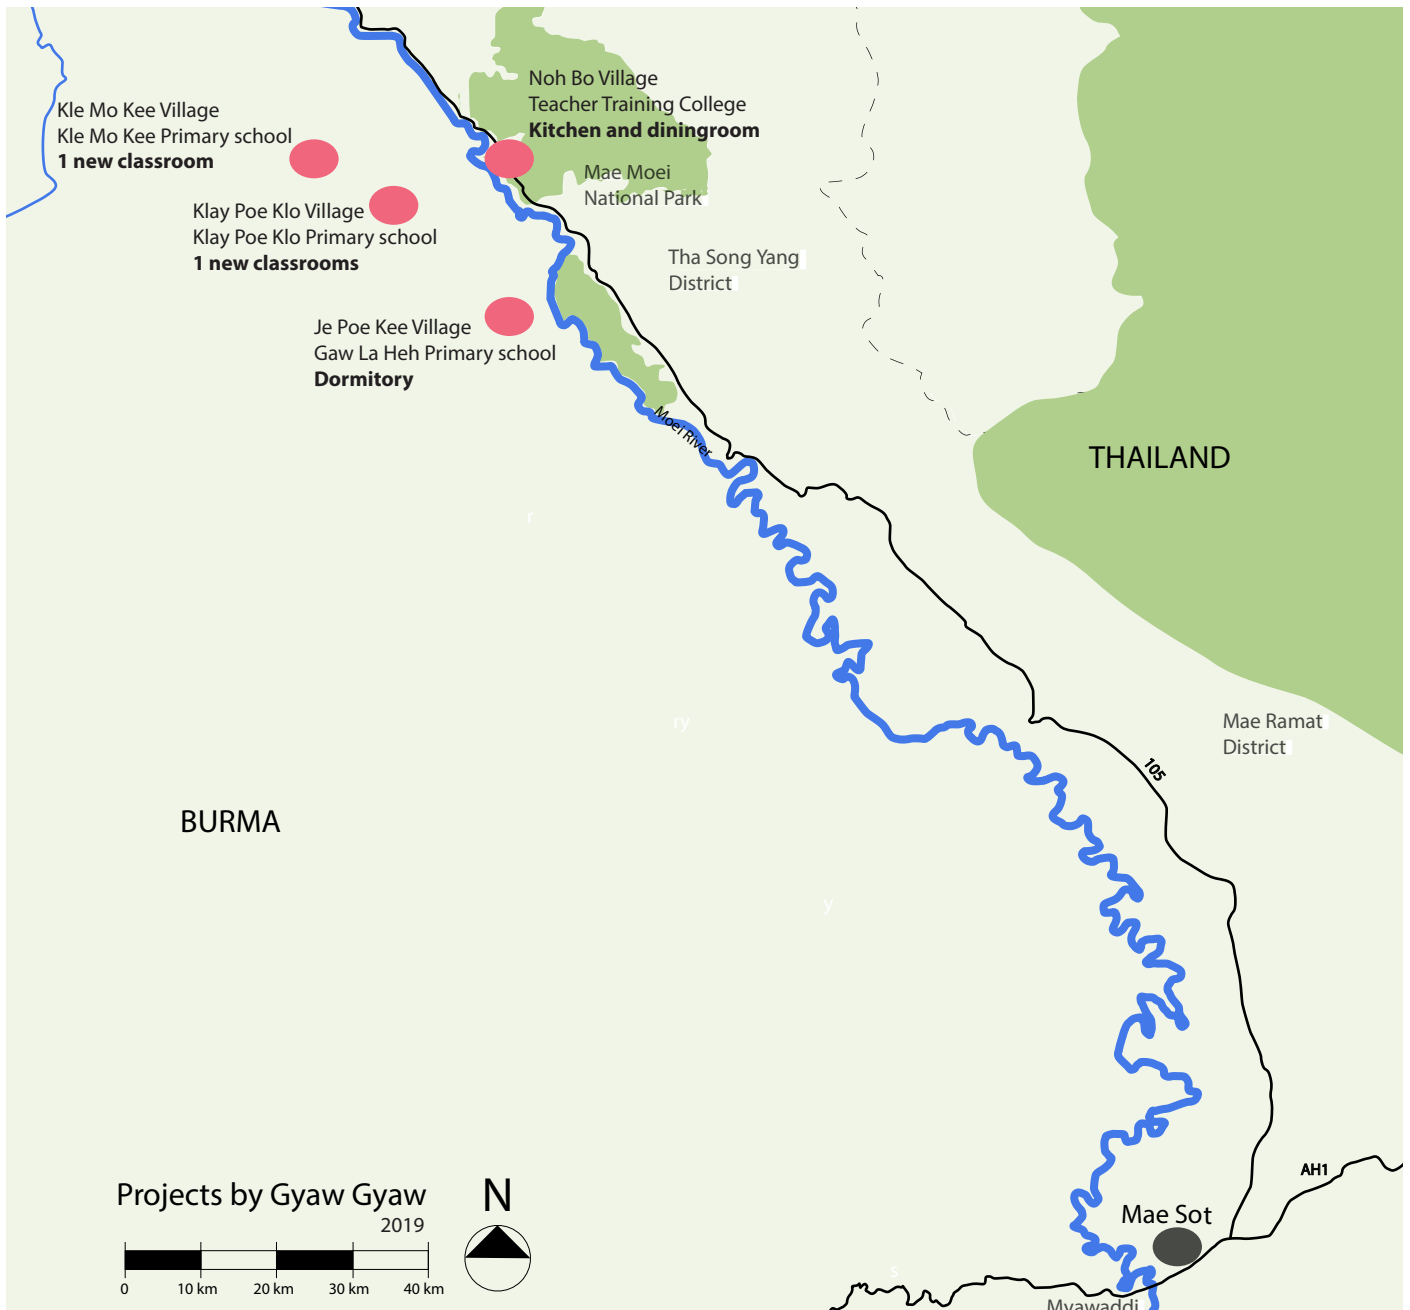 Kle Mo Kee Village
Kle Mo Kee Primary school
1 new classroom
Noh Bo Village
Teacher Training College
Kitchen and diningroom
Mae Moei
National Park
Klay Poe Klo Village
Klay Poe Klo Primary school
1 new classrooms
Tha Song Yang
District
Je Poe Kee Village
Gaw La Heh Primary school
Dormitory
Moei River
THAILAND
r
ry
Mae Ramat
District
105
BURMA
y
AH1
Projects by Gyaw Gyaw
2019
N
Mae Sot
0 10 km 20 km 30 km 40 km
s
Myawaddi